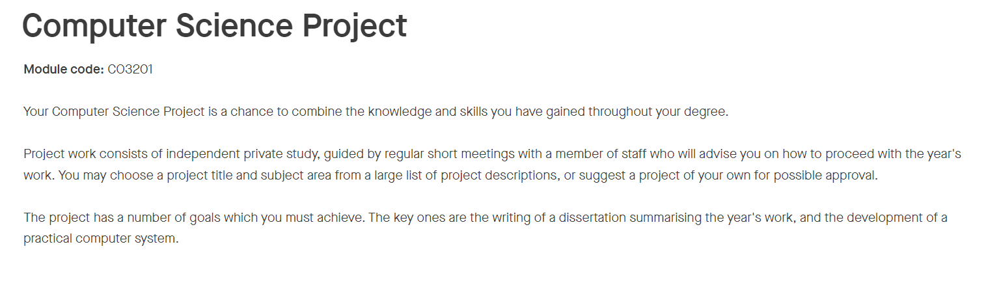 Computer Science Project
Module code: CO3201
Your Computer Science Project is a chance to combine the knowledge and skills you have gained throughout your degree.
Project work consists of independent private study, guided by regular short meetings with a member of staff who will advise you on how to proceed with the year's
work. You may choose a project title and subject area from a large list of project descriptions, or suggest a project of your own for possible approval.
The project has a number of goals which you must achieve. The key ones are the writing of a dissertation summarising the year's work, and the development of a
practical computer system.